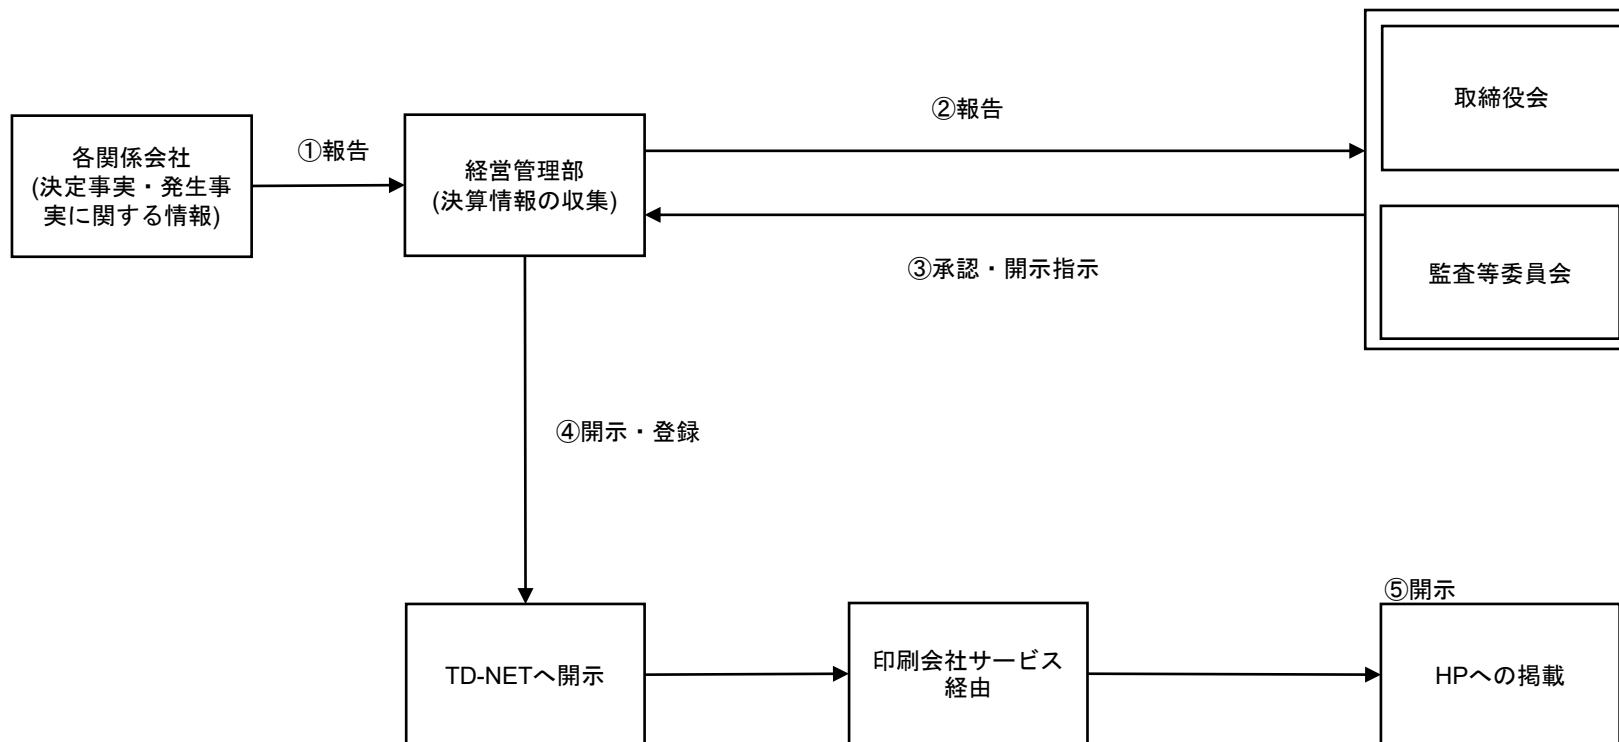 取締役会
②報告
各関係会社
(決定事実・発生事
実に関する情報)
①報告
経営管理部
(決算情報の収集)
③承認・開示指示
監査等委員会
④開示・登録
⑤開示
TD-NETへ開示
印刷会社サービス
経由
HPへの掲載